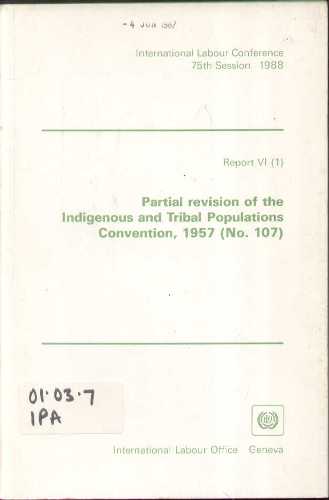 - 4 JUN 1987
International Labour Conference
75th Session 1988
Report VI (1)
Partial revision of the
Indigenous and Tribal Populations
Convention, 1957 (No. 107)
01.03.7
IPA
International Labour Office Geneva